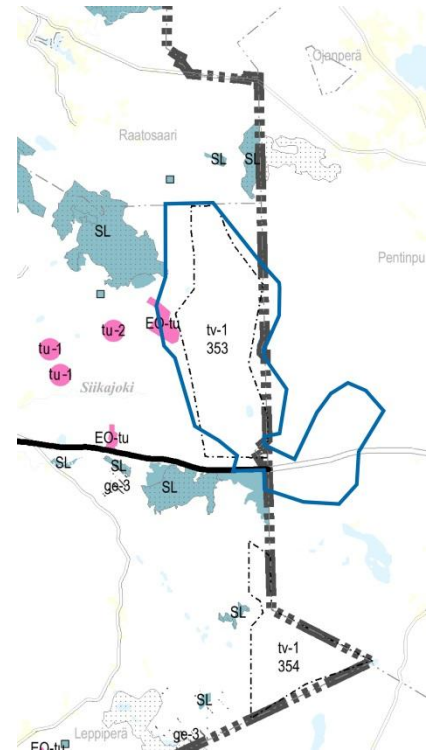 Ojanperä
Raatosaari
SL
SL
SL
Pentinpu
EO-tu
tu-2
tv-1
353
tu-1
tu-1
Siikajoki
EO-tu
SL
SL
ge-3
SL
SL
tv-1
354
SL
Leppiperä
ge-3
EO-tu